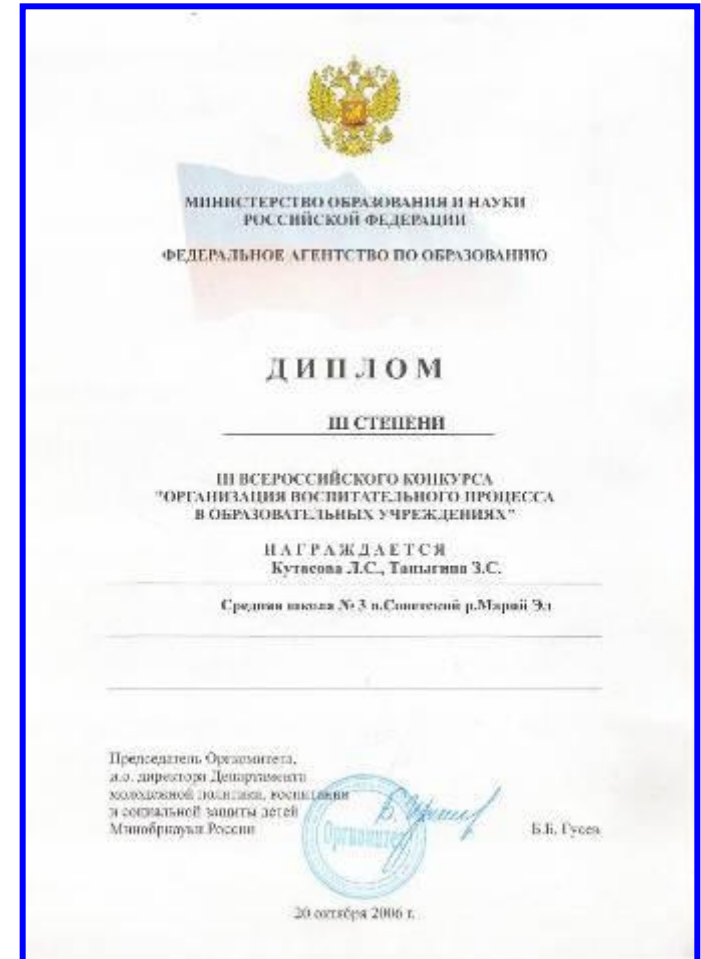 МИНИСТЕРСТВО ОБРАЗОВАНИЯ И НАУКИ
РОССИЙСКОЙ ФЕДЕРАЦИИ
ФЕДЕРАЛЬНОЕ АГЕНТСТВО ПО ОБРАЗОВАНИЮ
ДИПЛОМ
III СТЕПЕНИ
III ВСЕРОССИЙСКОГО КОНКУРСА
"ОРГАНИЗАЦИЯ ВОСПИТАТЕЛЬНОГО ПРОЦЕССА
В ОБРАЗОВАТЕЛЬНЫХ УЧРЕЖДЕНИЯХ"
НАГРАЖДАЕТСЯ
Кутасова Л.С., З.С.
Средняя школа № 3 п.Советский р.Марий Эл
Председатель Оргкомитета,
и.о. директора Департамента
молодежной политики, воспитания
и социальной защиты детей
Минобрнауки России
Оргкомитет
Б.Б. Гусев
20 октября 2006 г.